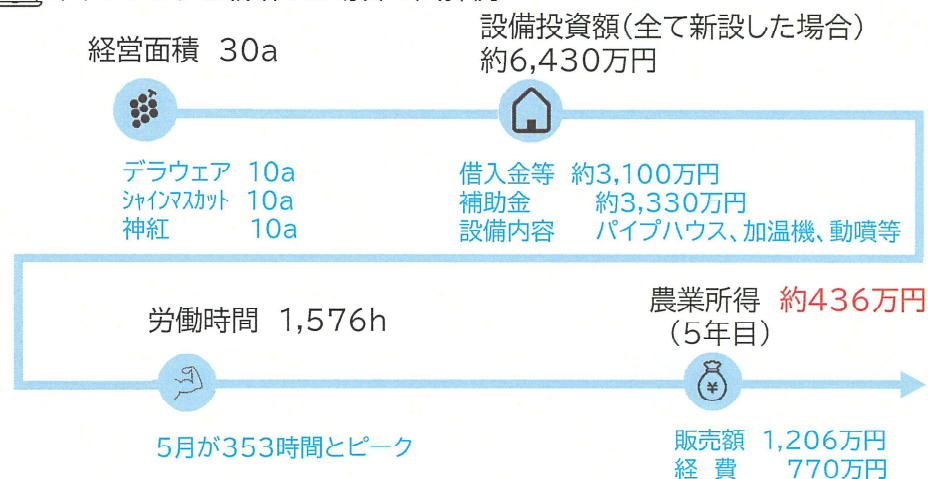 経営面積 30a
設備投資額(全て新設した場合)
約6,430万円
デラウェア 10a
シャインマスカット 10a
神紅 10a
借入金等 約3,100万円
補助金 約3,330万円
設備内容 パイプハウス、加温機、動噴等
労働時間 1,576h
農業所得 約436万円
(5年目)
¥
5月が353時間とピーク
販売額 1,206万円
経 費 770万円